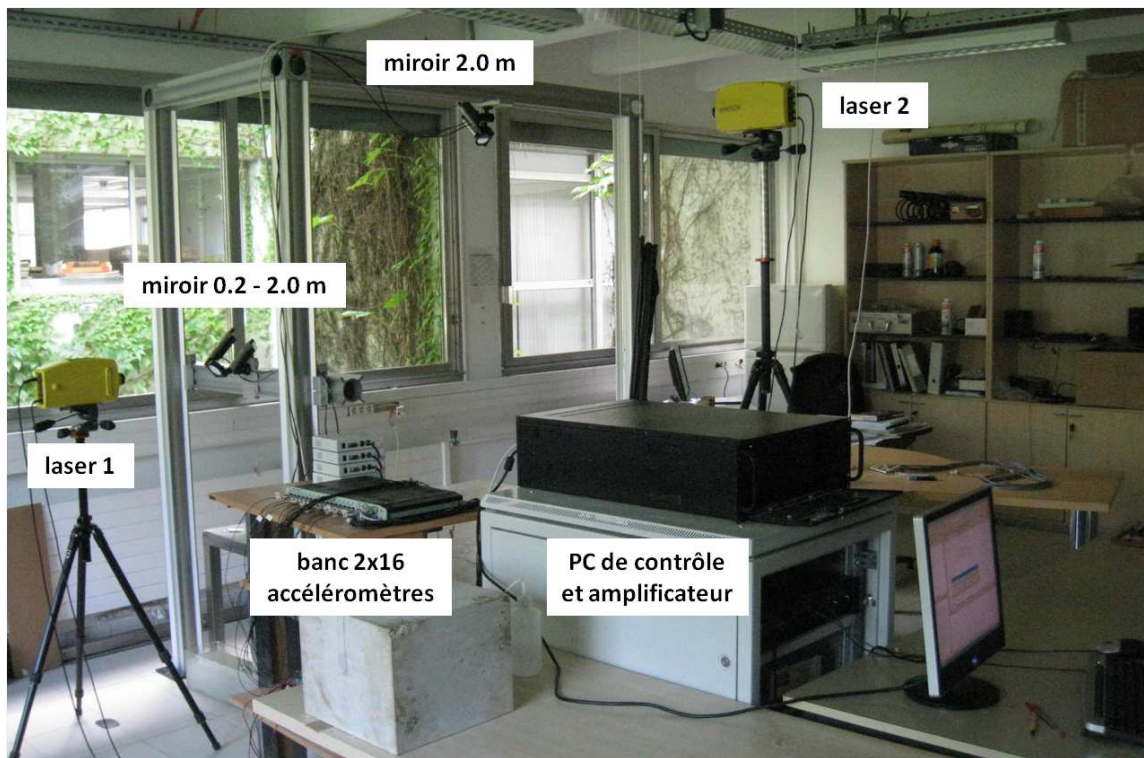 miroir 2.0 m
laser 2
miroir 0.2 - 2.0 m
laser 1
banc 2x16
accéléromètres
PC de contrôle
et amplificateur